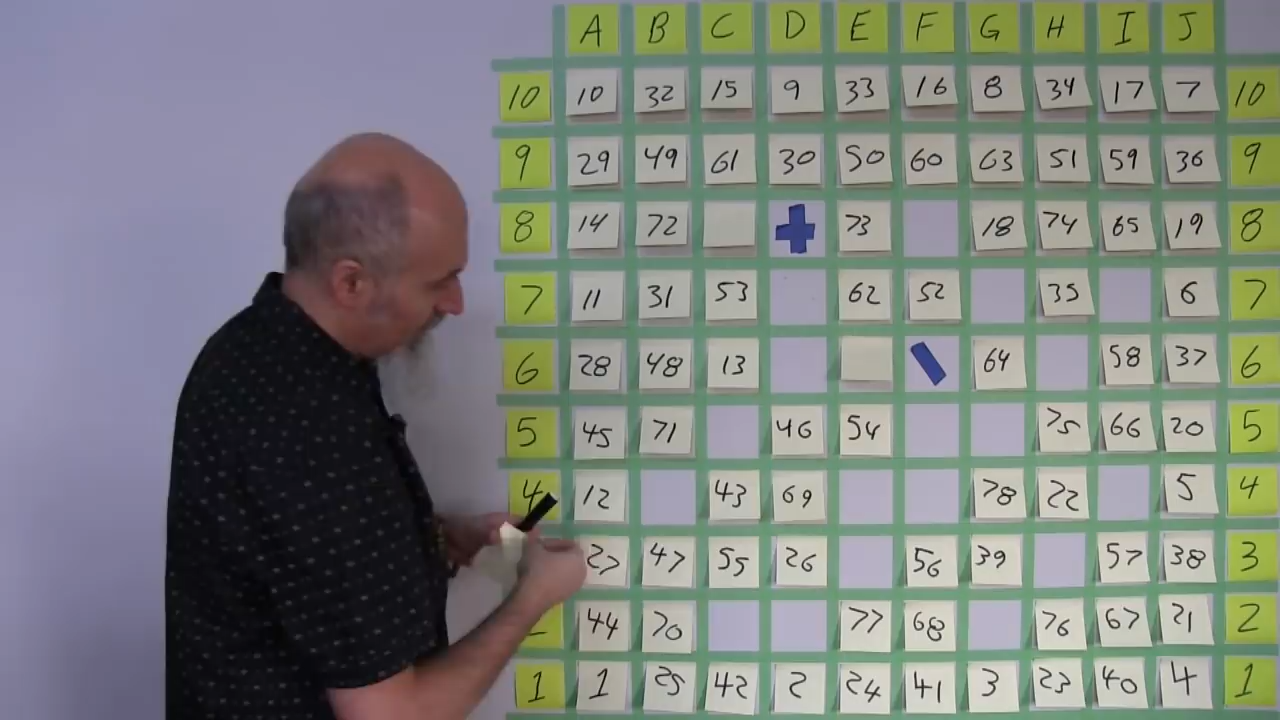 A B C D E F G H I J
10 10 32 15 9 33 16 8 34 17 7 10
9 29 49 61 30 50 60 63 51 59 36 9
8 14 72 73 18 74 65 19 8
7 11 31 53 62 52 35 6 7
6 28 48 13 64 58 37 6
5 45 71 46 54 75 66 20 5
4 12 43 69 78 22 5 4
27 47 55 26 56 39 57 38 3
44 70 77 68 76 67 21 2
1 1 25 42 2 24 41 3 23 40 4 1